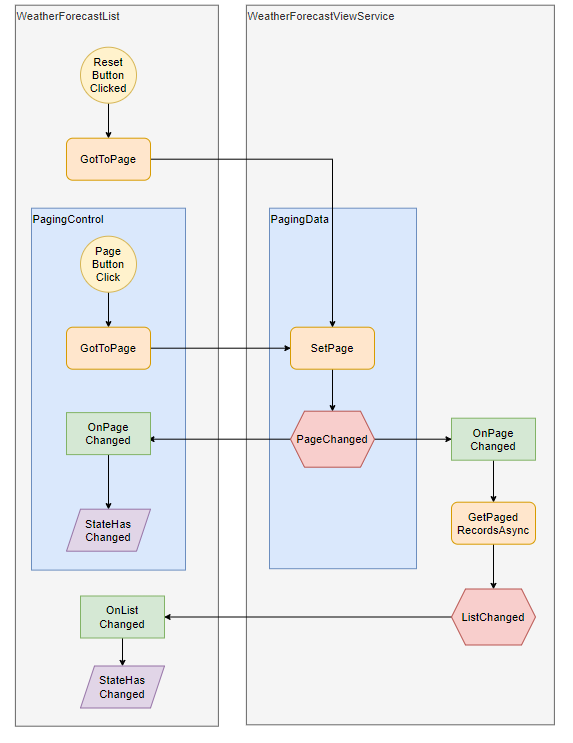 WeatherForecastList
WeatherForecastViewService
Reset
Button
Clicked
GotToPage
PagingControl
PagingData
Page
Button
Click
GotToPage
SetPage
OnPage
Changed
PageChanged
OnPage
Changed
StateHas
Changed
GetPaged
RecordsAsync
OnList
Changed
ListChanged
StateHas
Changed